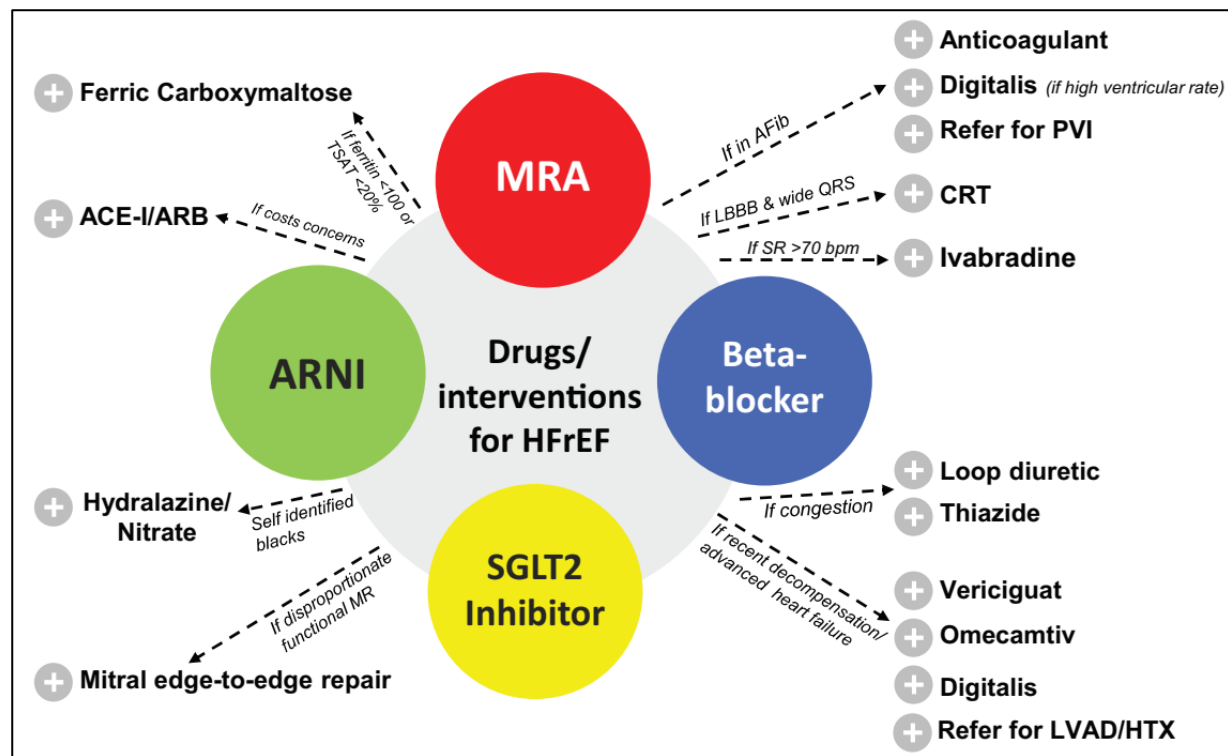 Ferric Carboxymaltose
If ferritin <100 or
TSAT <20%
ACE-I/ARB
If costs concerns
MRA
Anticoagulant
If in AFib
Digitalis (if high ventricular rate)
Refer for PVI
If LBBB & wide QRS
CRT
If SR >70 bpm
Ivabradine
ARNI
Drugs/
interventions
for HFrEF
Beta-
blocker
Hydralazine/
Nitrate
Self identified
blacks
If disproportionate
functional MR
Mitral edge-to-edge repair
SGLT2
Inhibitor
If congestion
Loop diuretic
Thiazide
If recent decompensation/
advanced heart failure
Vericiguat
Omecamtiv
Digitalis
Refer for LVAD/HTX